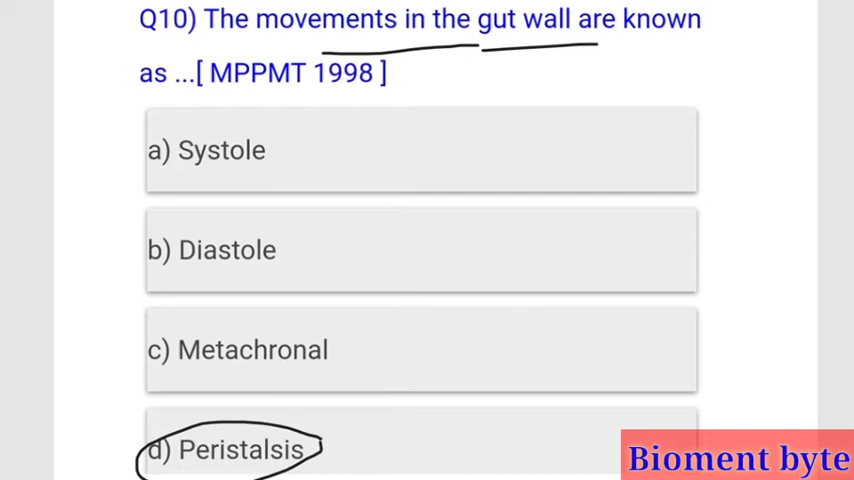 Q10) The movements in the gut wall are known
as ...[ MPPMT 1998 ]
a) Systole
b) Diastole
c) Metachronal
d) Peristalsis
Bioment byte